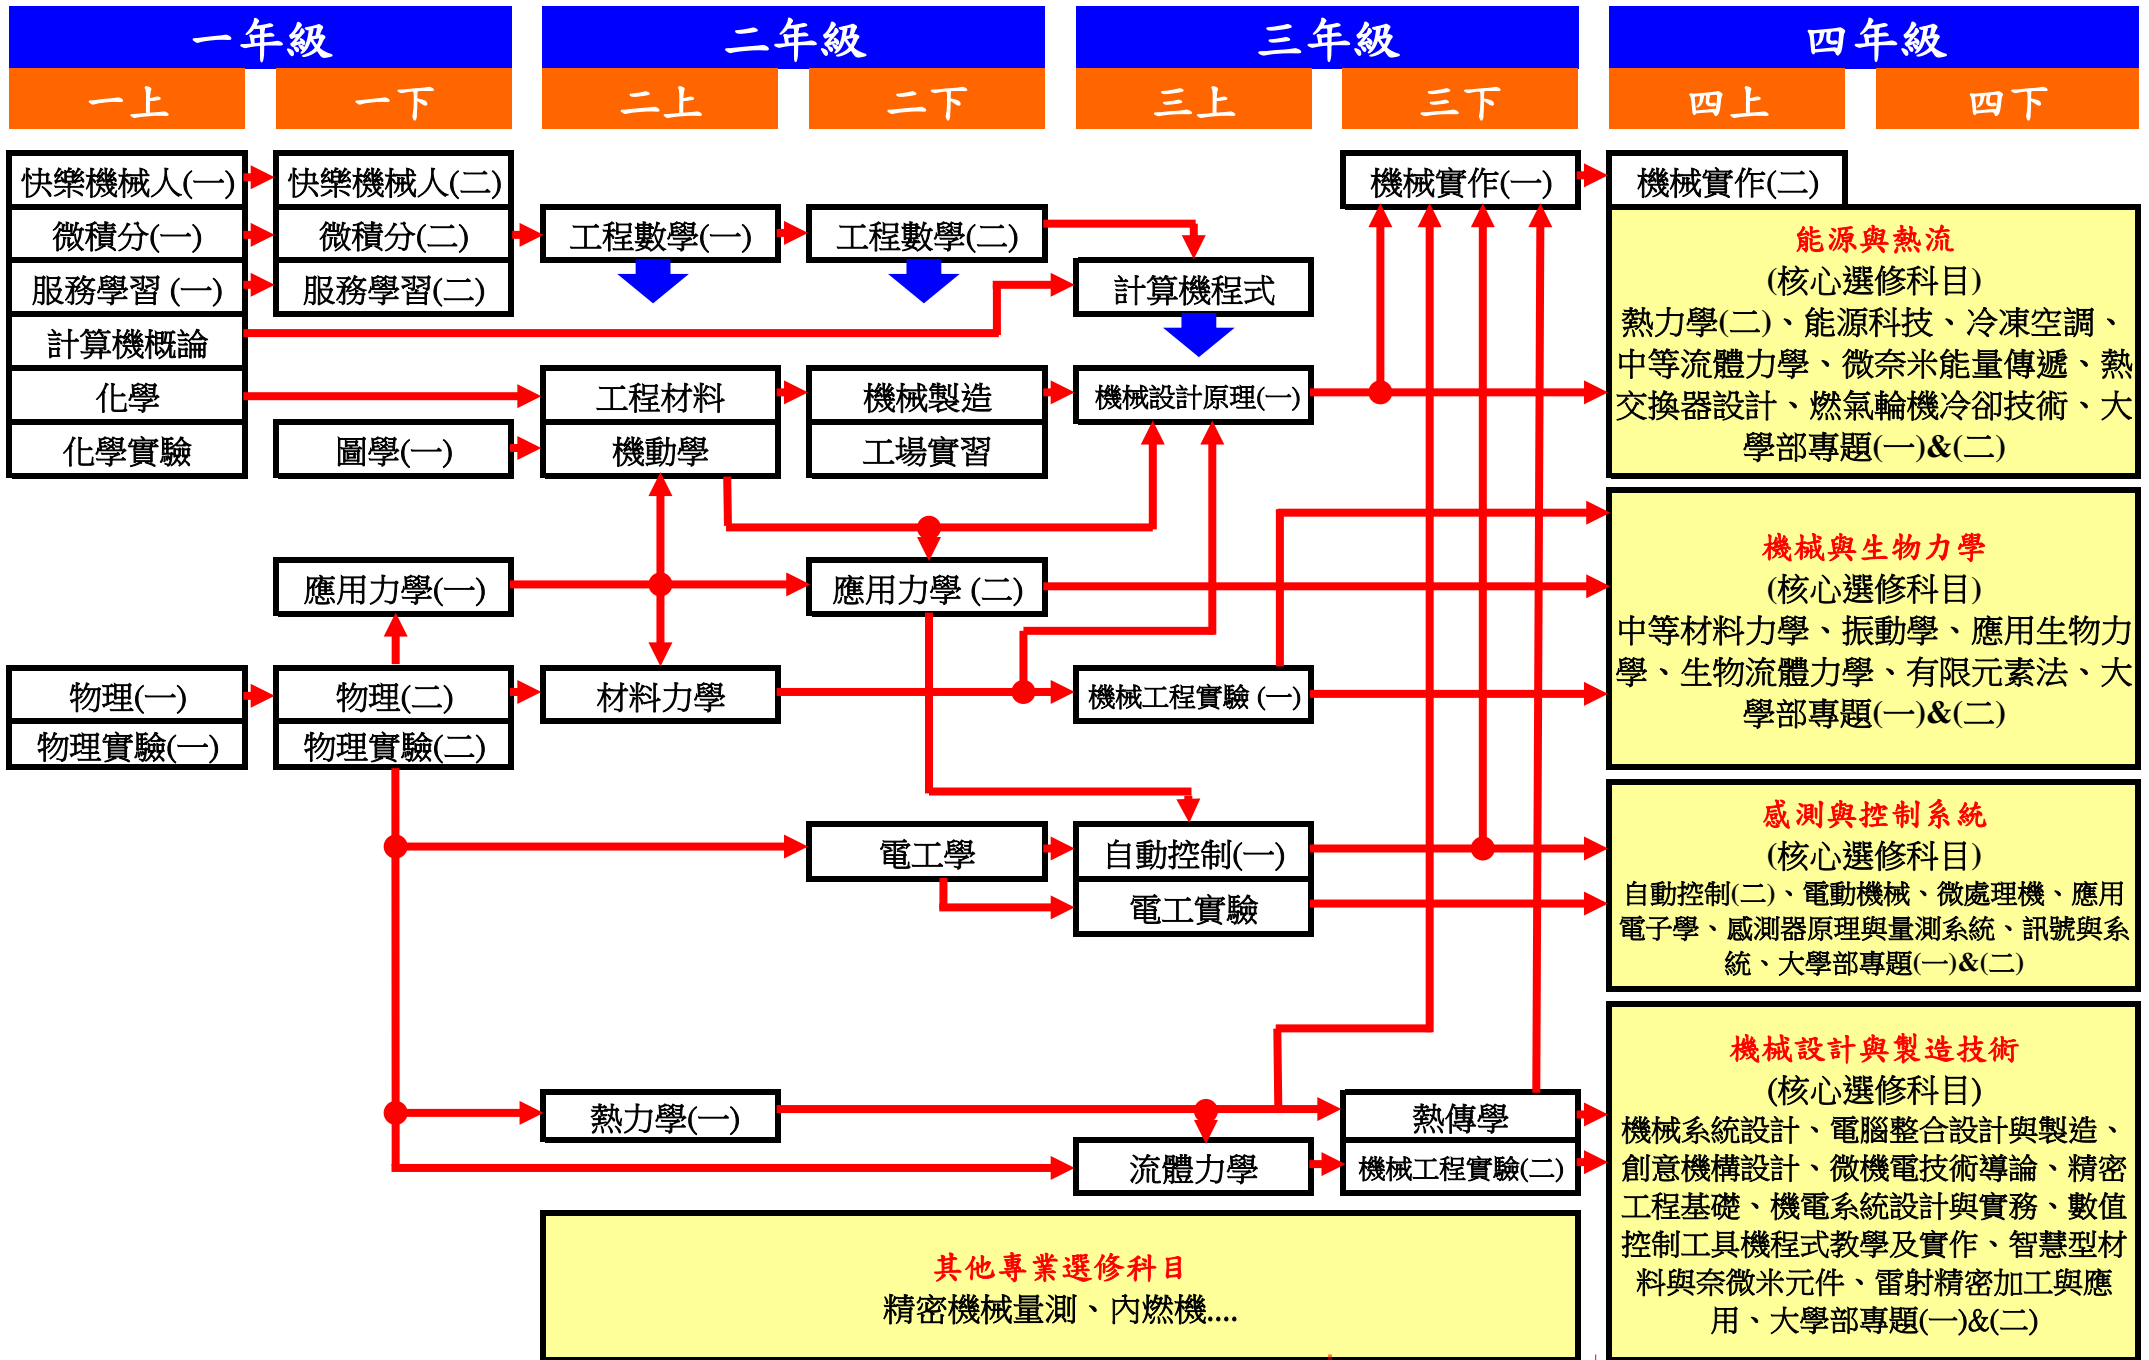 一年級
二年級
三年級
四年級
一上
一下
二上
二下
三上
三下
四上
四下
快樂機械人(一)
快樂機械人(二)
機械實作(一)
機械實作(二)
微積分(一)
微積分(二)
工程數學(一)
工程數學(二)
服務學習 (一)
服務學習(二)
計算機程式
計算機概論
化學
工程材料
機械製造
機械設計原理(一)
化學實驗
圖學(一)
機動學
工場實習
能源與熱流
(核心選修科目)
熱力學(二)、能源科技、冷凍空調、
中等流體力學、微奈米能量傳遞、熱
交換器設計、燃氣輪機冷卻技術、大
學部專題(一)&(二)
應用力學(一)
應用力學 (二)
物理(一)
物理(二)
材料力學
機械工程實驗 (一)
物理實驗(一)
物理實驗(二)
機械與生物力學
(核心選修科目)
中等材料力學、振動學、應用生物力
學、生物流體力學、有限元素法、大
學部專題(一)&(二)
電工學
自動控制(一)
電工實驗
感測與控制系統
(核心選修科目)
自動控制(二)、電動機械、微處理機、應用
電子學、感測器原理與量測系統、訊號與系
統、大學部專題(一)&(二)
熱力學(一)
熱傳學
流體力學
機械工程實驗(二)
機械設計與製造技術
(核心選修科目)
機械系統設計、電腦整合設計與製造、
創意機構設計、微機電技術導論、精密
工程基礎、機電系統設計與實務、數值
控制工具機程式教學及實作、智慧型材
料與奈微米元件、雷射精密加工與應
用、大學部專題(一)&(二)
其他專業選修科目
精密機械量測、內燃機....